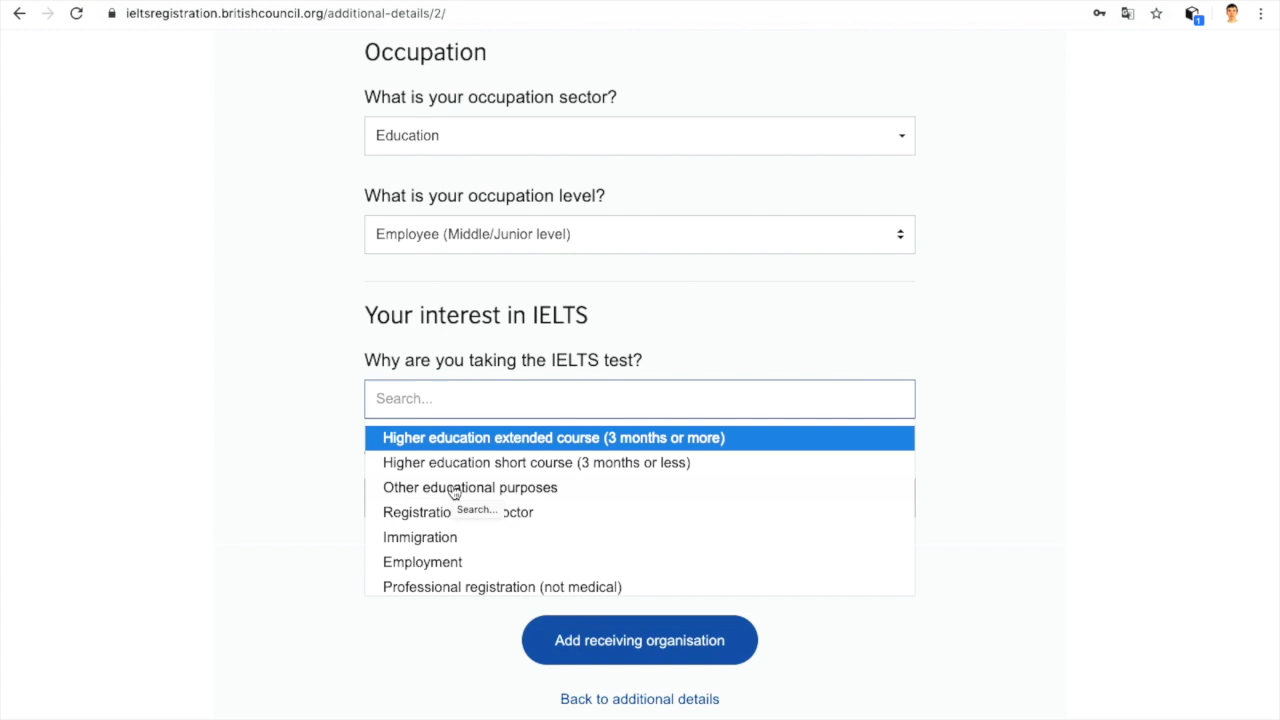 ieltsregistration.britishcouncil.org/additional-details/2/
1
Occupation
What is your occupation sector?
Education
What is your occupation level?
Employee (Middle/Junior level)
Your interest in IELTS
Why are you taking the IELTS test?
Search...
Higher education extended course (3 months or more)
Higher education short course (3 months or less)
Other educational purposes
Search...
Immigration
Employment
Professional registration (not medical)
Add receiving organisation
Back to additional details